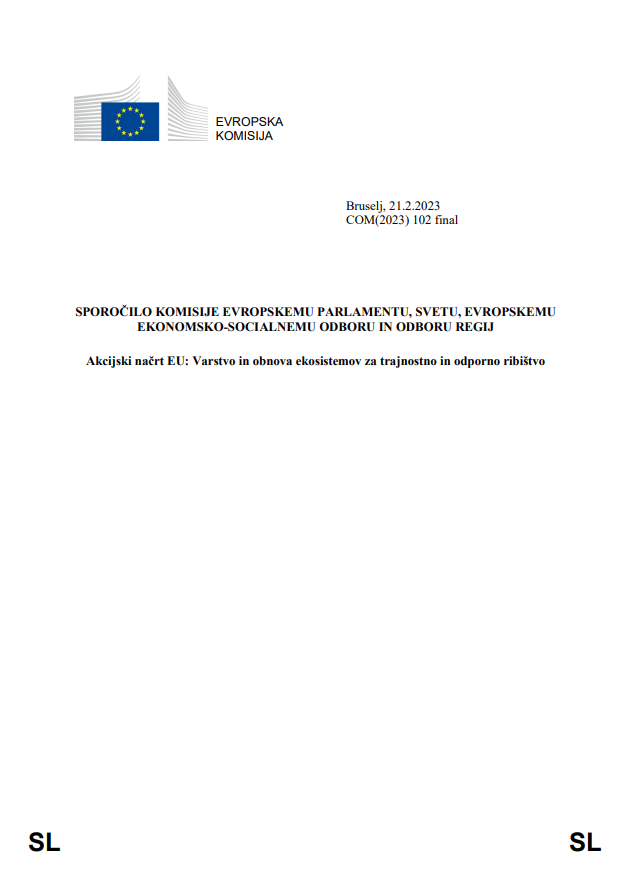 EVROPSKA
KOMISIJA
Bruselj, 21.2.2023
COM(2023) 102 final
SPOROČILO KOMISIJE EVROPSKEMU PARLAMENTU, SVETU, EVROPSKEMU
EKONOMSKO-SOCIALNEMU ODBORU IN ODBORU REGIJ
Akcijski načrt EU: Varstvo in obnova ekosistemov za trajnostno in odporno ribištvo
SL SL